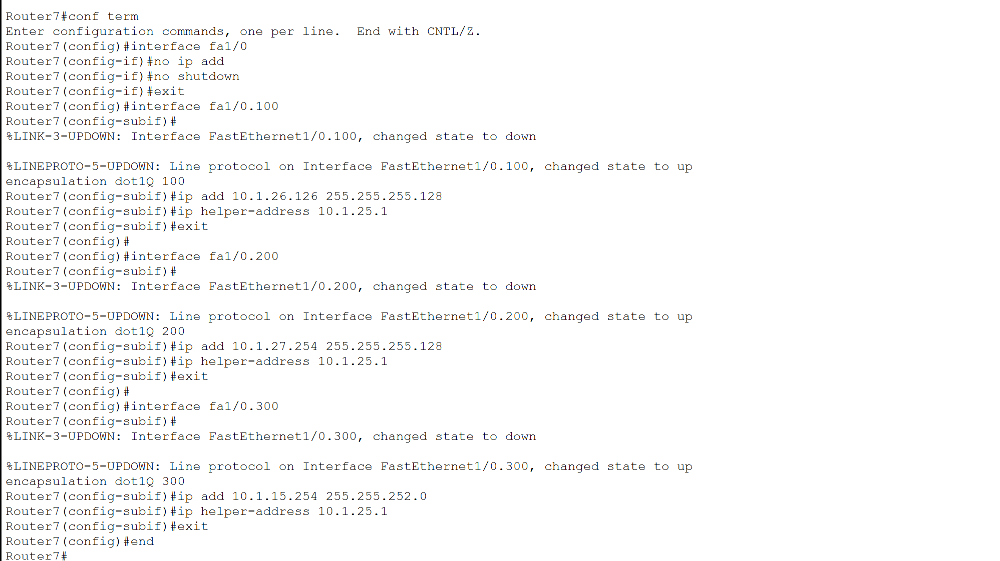 Router7#conf term
Enter configuration commands, one per line.  End with CNTL/Z.
Router7(config)#interface fa1/0
Router7(config-if)#no ip add
Router7(config-if)#no shutdown
Router7(config-if)#exit
Router7(config)#interface fa1/0.100
Router7(config-subif)#
%LINK-3-UPDOWN: Interface FastEthernet1/0.100, changed state to down
%LINEPROTO-5-UPDOWN: Line protocol on Interface FastEthernet1/0.100, changed state to up
encapsulation dot1Q 100
Router7(config-subif)#ip add 10.1.26.126 255.255.255.128
Router7(config-subif)#ip helper-address 10.1.25.1
Router7(config-subif)#exit
Router7(config)#
Router7(config)#interface fa1/0.200
Router7(config-subif)#
%LINK-3-UPDOWN: Interface FastEthernet1/0.200, changed state to down
%LINEPROTO-5-UPDOWN: Line protocol on Interface FastEthernet1/0.200, changed state to up
encapsulation dot1Q 200
Router7(config-subif)#ip add 10.1.27.254 255.255.255.128
Router7(config-subif)#ip helper-address 10.1.25.1
Router7(config-subif)#exit
Router7(config)#
Router7(config)#interface fa1/0.300
Router7(config-subif)#
%LINK-3-UPDOWN: Interface FastEthernet1/0.300, changed state to down
%LINEPROTO-5-UPDOWN: Line protocol on Interface FastEthernet1/0.300, changed state to up
encapsulation dot1Q 300
Router7(config-subif)#ip add 10.1.15.254 255.255.252.0
Router7(config-subif)#ip helper-address 10.1.25.1
Router7(config-subif)#exit
Router7(config)#end
Router7#